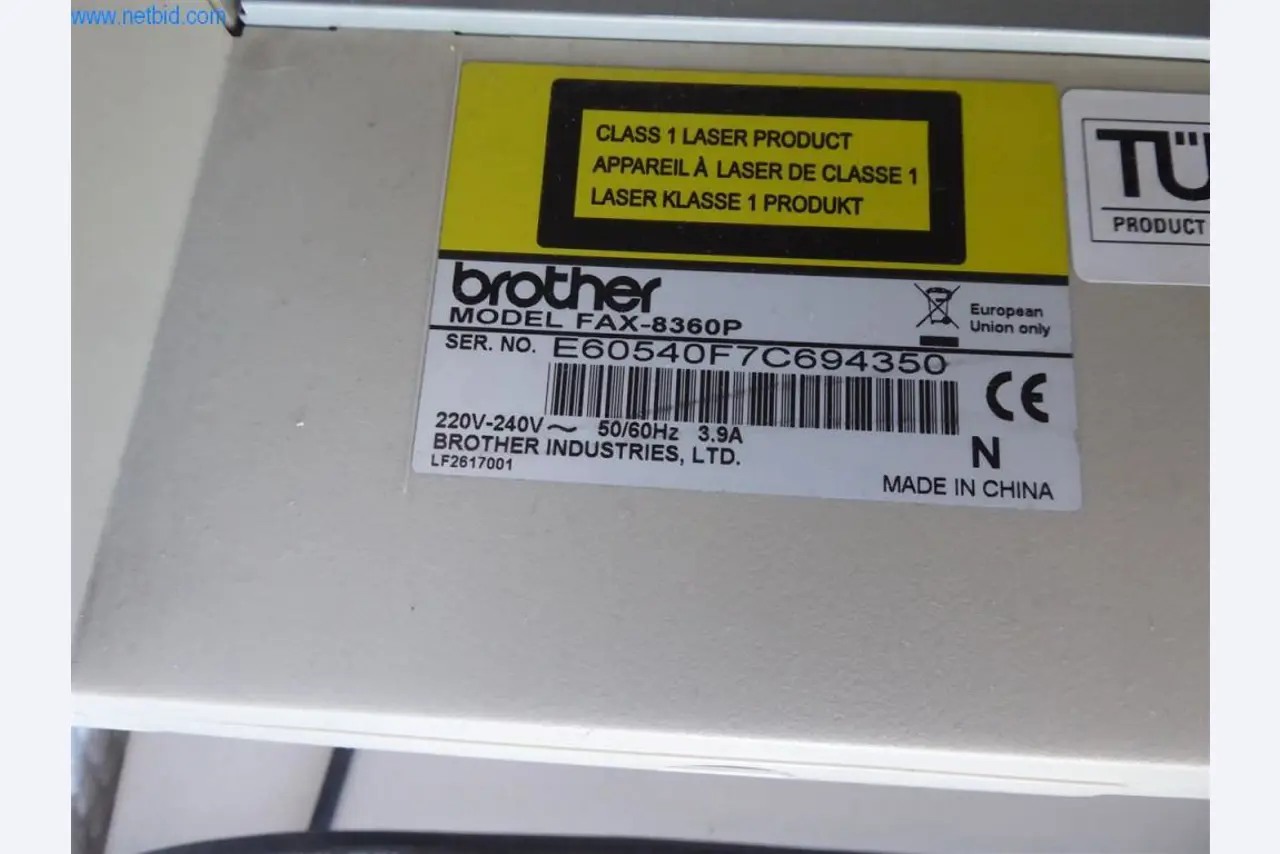 www.netbid.com
CLASS 1 LASER PRODUCT
APPAREIL À LASER DE CLASSE 1
LASER KLASSE 1 PRODUKT
TÜ
PRODUCT
brother
MODEL FAX-8360P
European
Union only
SER. NO. E60540F7C694350
CE
220V-240V~ 50/60Hz 3.9A
N
BROTHER INDUSTRIES, LTD.
LF2617001
MADE IN CHINA